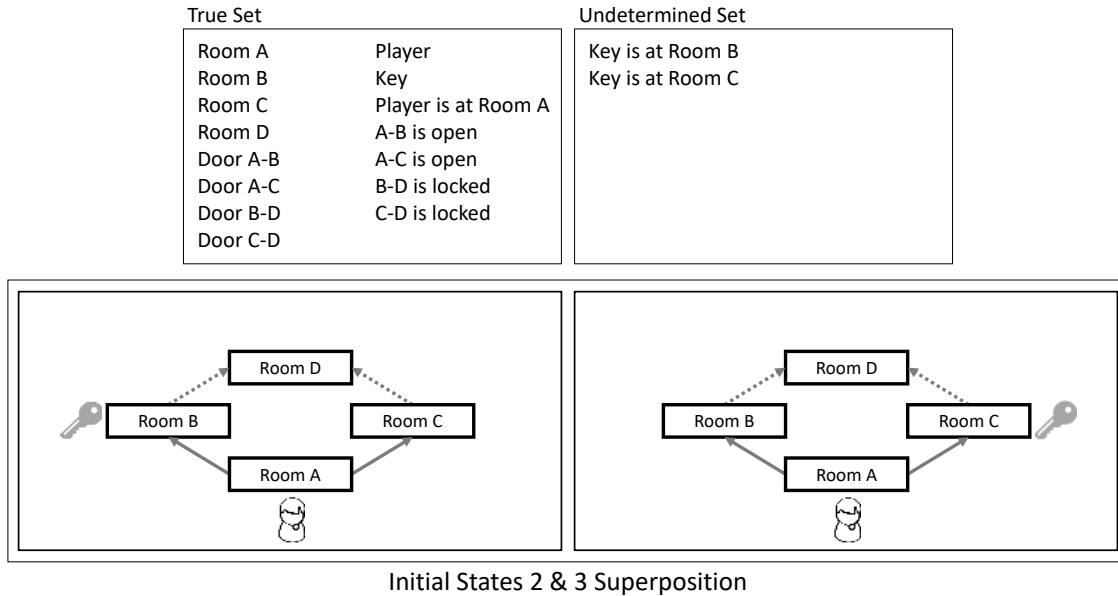 True Set
Room A
Room B
Room C
Room D
Door A-B
Door A-C
Door B-D
Door C-D
Player
Key
Player is at Room A
A-B is open
A-C is open
B-D is locked
C-D is locked
Undetermined Set
Key is at Room B
Key is at Room C
Room D
Room B
Room C
Room A
Room D
Room B
Room C
Room A
Initial States 2 & 3 Superposition